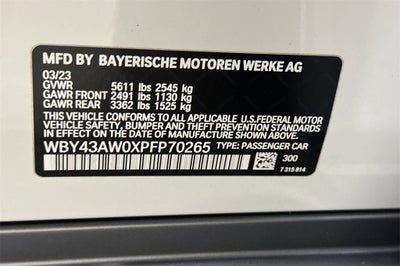 MFD BY BAYERISCHE MOTOREN WERKE AG
03/23
GVWR 5611 lbs 2545 kg
GAWR FRONT 2491 lbs 1130 kg
GAWR REAR 3362 lbs 1525 kg
THIS VEHICLE CONFORMS TO ALL APPLICABLE U.S.FEDERAL MOTOR
VEHICLE SAFETY, BUMPER, AND THEFT PREVENTION STANDARDS
IN EFFECT ON THE DATE OF MANUFACTURE SHOWN ABOVE.
WBY43AW0XPFP70265 TYPE: PASSENGER CAR
300
7 315 814